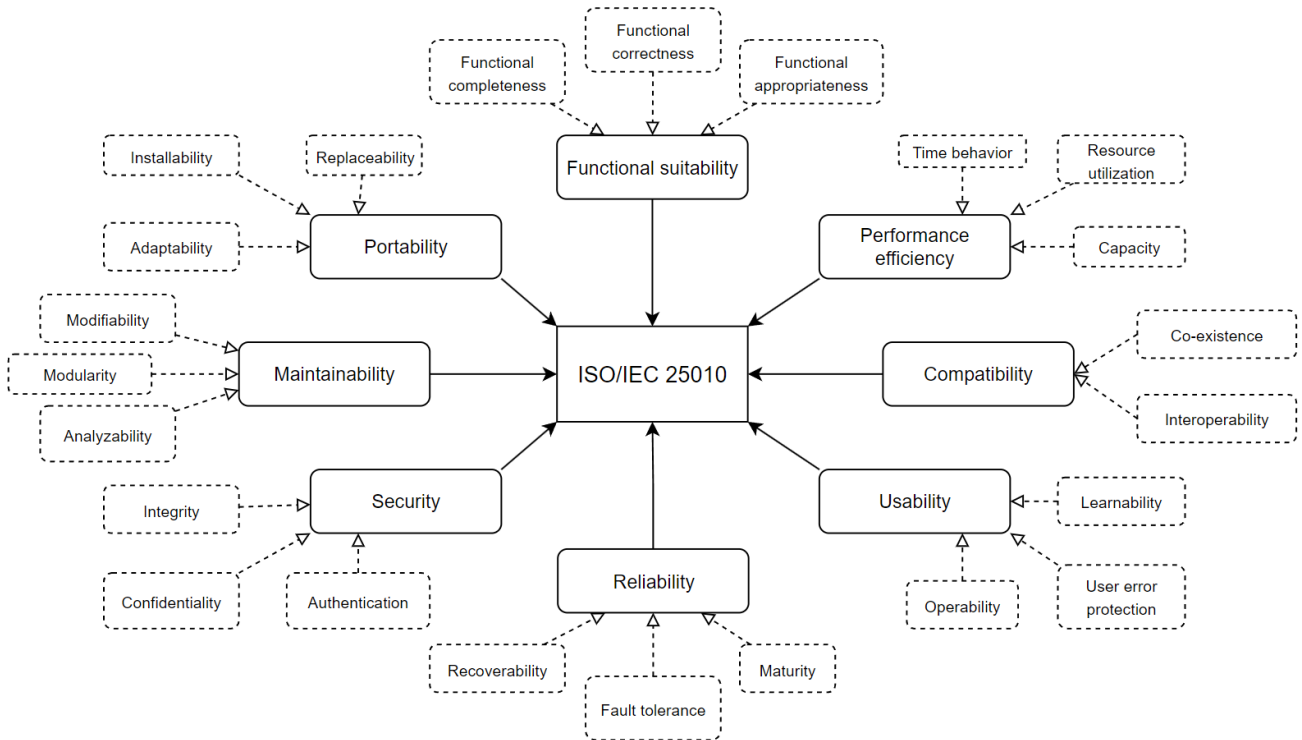 Functional
correctness
Functional
completeness
Functional
appropriateness
Installability
Replaceability
Functional suitability
Time behavior
Resource
utilization
Adaptability
Portability
Performance
efficiency
Capacity
Modifiability
Co-existence
Modularity
Maintainability
ISO/IEC 25010
Compatibility
Analyzability
Interoperability
Integrity
Security
Usability
Learnability
Confidentiality
Authentication
Reliability
Operability
User error
protection
Recoverability
Maturity
Fault tolerance